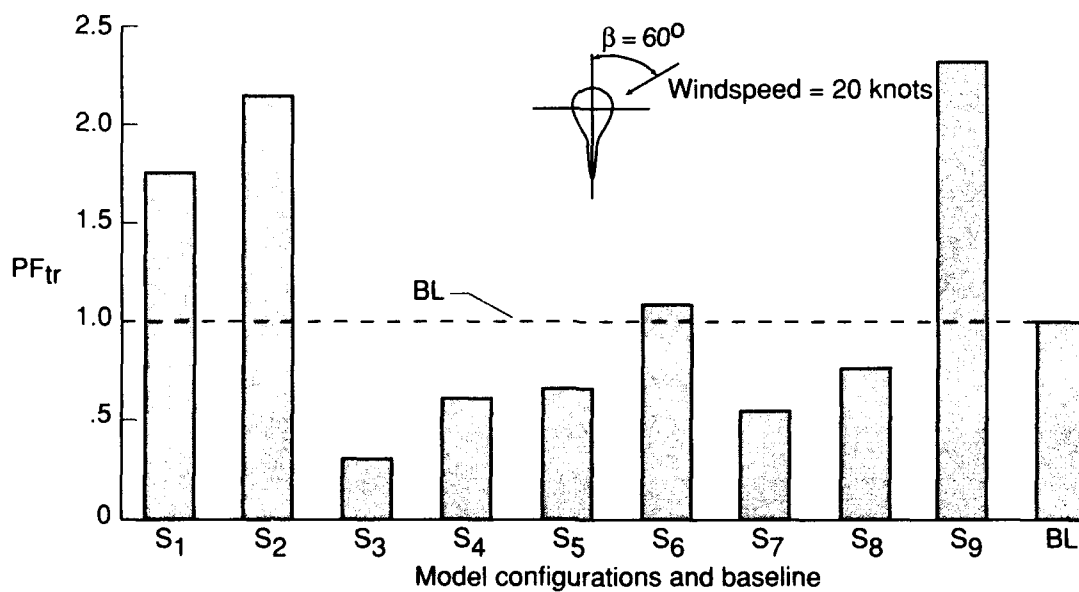 2.5
β = 60°
Windspeed = 20 knots
2.0
1.5
PFtr
BL
1.0
.5
0
S1 S2 S3 S4 S5 S6 S7 S8 S9 BL
Model configurations and baseline